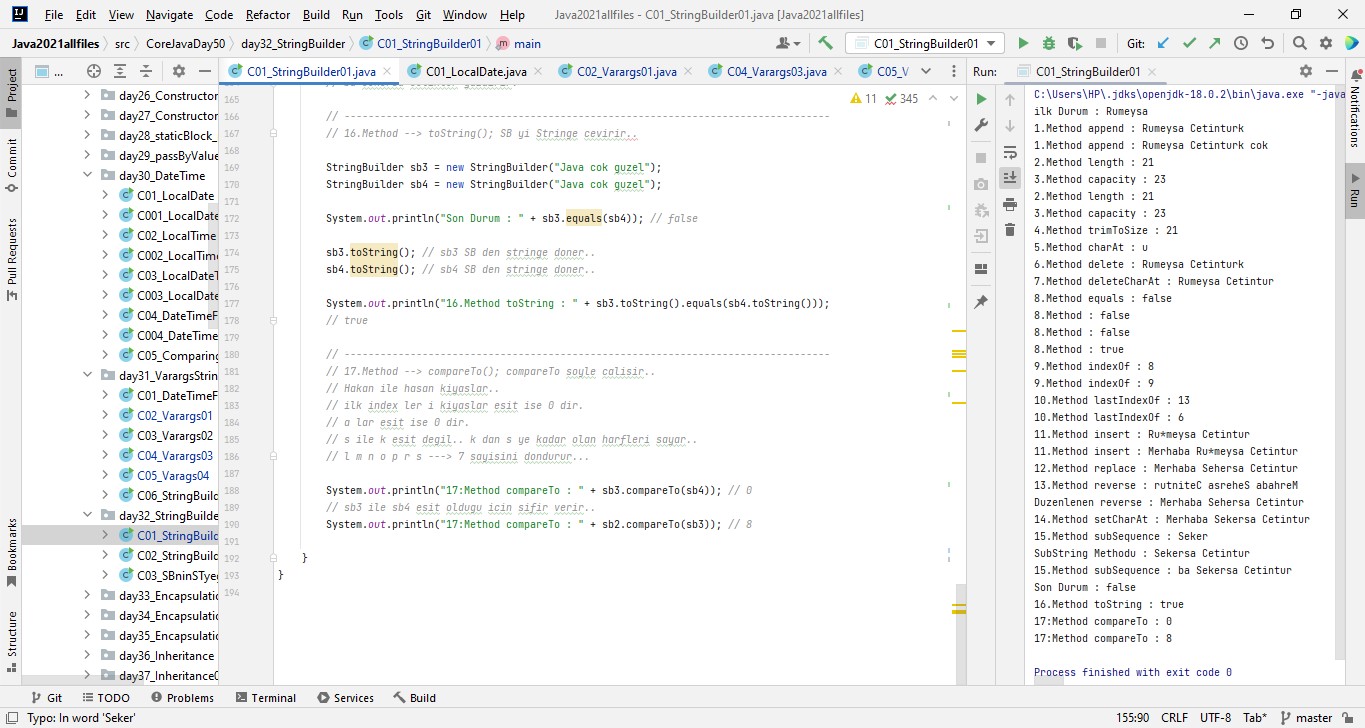 File Edit View Navigate Code Refactor Build Run Tools Git Window Help Java2021allfiles - C01_StringBuilder01.java [Java2021allfiles]
Java2021allfiles src CoreJavaDay50 day32_StringBuilder C01_StringBuilder01 main C01_StringBuilder01 Git:
... C01_StringBuilder01.java C01_LocalDate.java C02_Varargs01.java C04_Varargs03.java C05_V Run: C01_StringBuilder01
Project
Commit
Pull Requests
Bookmarks
Structure
day26_Constructor
day27_Constructor
day28_staticBlock_
day29_passByValue
day30_DateTime
C01_LocalDate
C001_LocalDate
C02_LocalTime
C002_LocalTime
C03_LocalDateT
C003_LocalDate
C04_DateTimeF
C004_DateTime
C05_Comparing
day31_VarargsStrin
C01_DateTimeF
C02_Varargs01
C03_Varargs02
C04_Varargs03
C05_Varags04
C06_StringBuild
day32_StringBuilde
C01_StringBuild
C02_StringBuild
C03_SBninSTyeg
day33_Encapsulatio
day34_Encapsulatio
day35_Encapsulatio
day36_Inheritance
day37_Inheritance0
11 345
165
166 // ---------------------------------------------------------------------------------
167 // 16.Method --> toString(); SB yi Stringe cevirir..
168
169 StringBuilder sb3 = new StringBuilder("Java cok guzel");
170 StringBuilder sb4 = new StringBuilder("Java cok guzel");
171
172 System.out.println("Son Durum : " + sb3.equals(sb4)); // false
173
174 sb3.toString(); // sb3 SB den stringe doner..
175 sb4.toString(); // sb4 SB den stringe doner..
176
177 System.out.println("16.Method toString : " + sb3.toString().equals(sb4.toString()));
178 // true
179
180 // ---------------------------------------------------------------------------------
181 // 17.Method --> compareTo(); compareTo soyle calisir..
182 // Hakan ile hasan kiyaslar..
183 // ilk index ler i kiyaslar esit ise 0 dir.
184 // a lar esit ise 0 dir.
185 // s ile k esit degil.. k dan s ye kadar olan harfleri sayar..
186 // l m n o p r s ---> 7 sayisini dondurur...
187
188 System.out.println("17:Method compareTo : " + sb3.compareTo(sb4)); // 0
189 // sb3 ile sb4 esit oldugu icin sifir verir..
190 System.out.println("17:Method compareTo : " + sb2.compareTo(sb3)); // 8
191
192 }
193 }
194
C:\Users\HP\.jdks\openjdk-18.0.2\bin\java.exe "-java
ilk Durum : Rumeysa
1.Method append : Rumeysa Cetinturk
1.Method append : Rumeysa Cetinturk cok
2.Method length : 21
3.Method capacity : 23
2.Method length : 21
3.Method capacity : 23
4.Method trimToSize : 21
5.Method charAt : u
6.Method delete : Rumeysa Cetinturk
7.Method deleteCharAt : Rumeysa Cetintur
8.Method equals : false
8.Method : false
8.Method : false
8.Method : true
9.Method indexOf : 8
9.Method indexOf : 9
10.Method lastIndexOf : 13
10.Method lastIndexOf : 6
11.Method insert : Ru*meysa Cetintur
11.Method insert : Merhaba Ru*meysa Cetintur
12.Method replace : Merhaba Sehersa Cetintur
13.Method reverse : rutniteC asreheS abahreM
Duzenlenen reverse : Merhaba Sehersa Cetintur
14.Method setCharAt : Merhaba Sekersa Cetintur
15.Method subSequence : Seker
SubString Methodu : Sekersa Cetintur
15.Method subSequence : ba Sekersa Cetintur
Son Durum : false
16.Method toString : true
17:Method compareTo : 0
17:Method compareTo : 8
Process finished with exit code 0
Notifications
Run
Git TODO Problems Terminal Services Build
Typo: In word 'Seker' 155:90 CRLF UTF-8 Tab* master